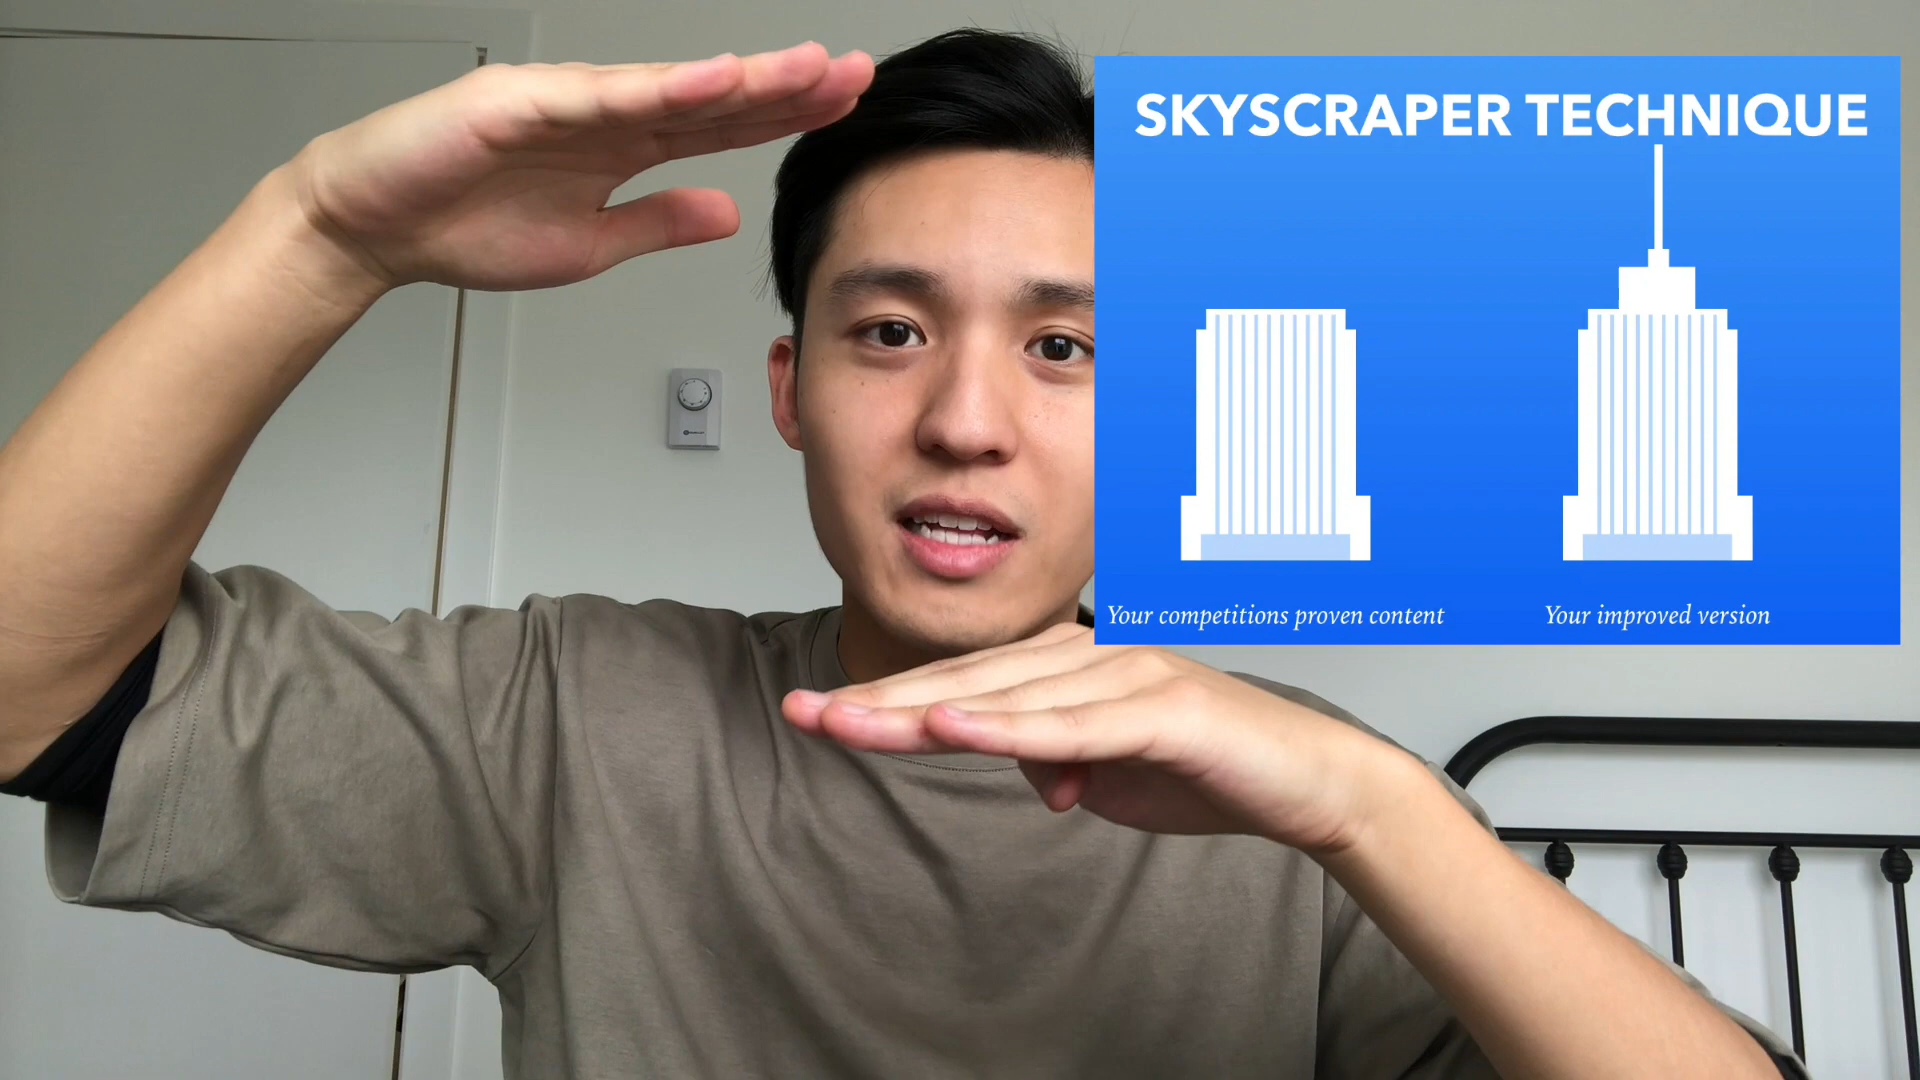 SKYSCRAPER TECHNIQUE
Your competitions proven content
Your improved version